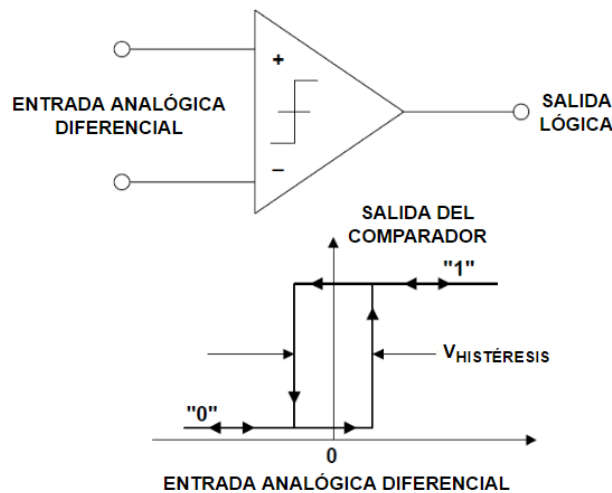 +
ENTRADA ANALÓGICA
DIFERENCIAL
SALIDA
LÓGICA
–
SALIDA DEL
COMPARADOR
"1"
VHISTÉRESIS
"0"
0
ENTRADA ANALÓGICA DIFERENCIAL